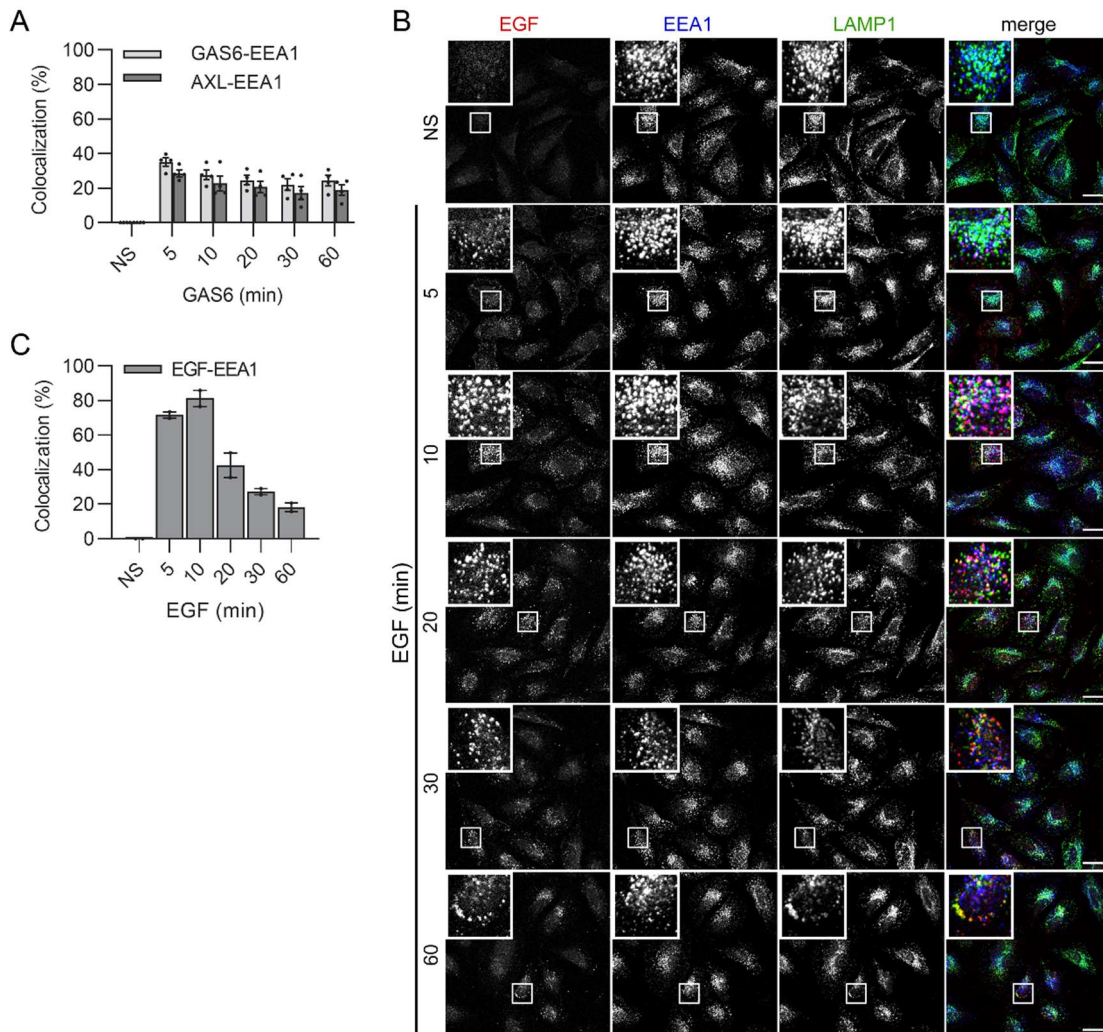 A
100
80
60
40
20
0
Colocalization (%)
GAS6-EEA1
AXL-EEA1
NS
5
10
20
30
60
GAS6 (min)
C
100
80
60
40
20
0
Colocalization (%)
EGF-EEA1
NS
5
10
20
30
60
EGF (min)
B
EGF EEA1 LAMP1 merge
NS
EGF (min)
5
10
20
30
60